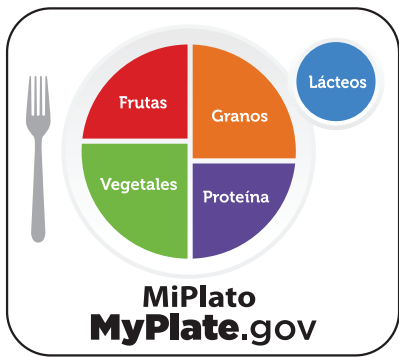 Frutas
Granos
Lácteos
Vegetales
Proteína
MiPlato
MyPlate.gov